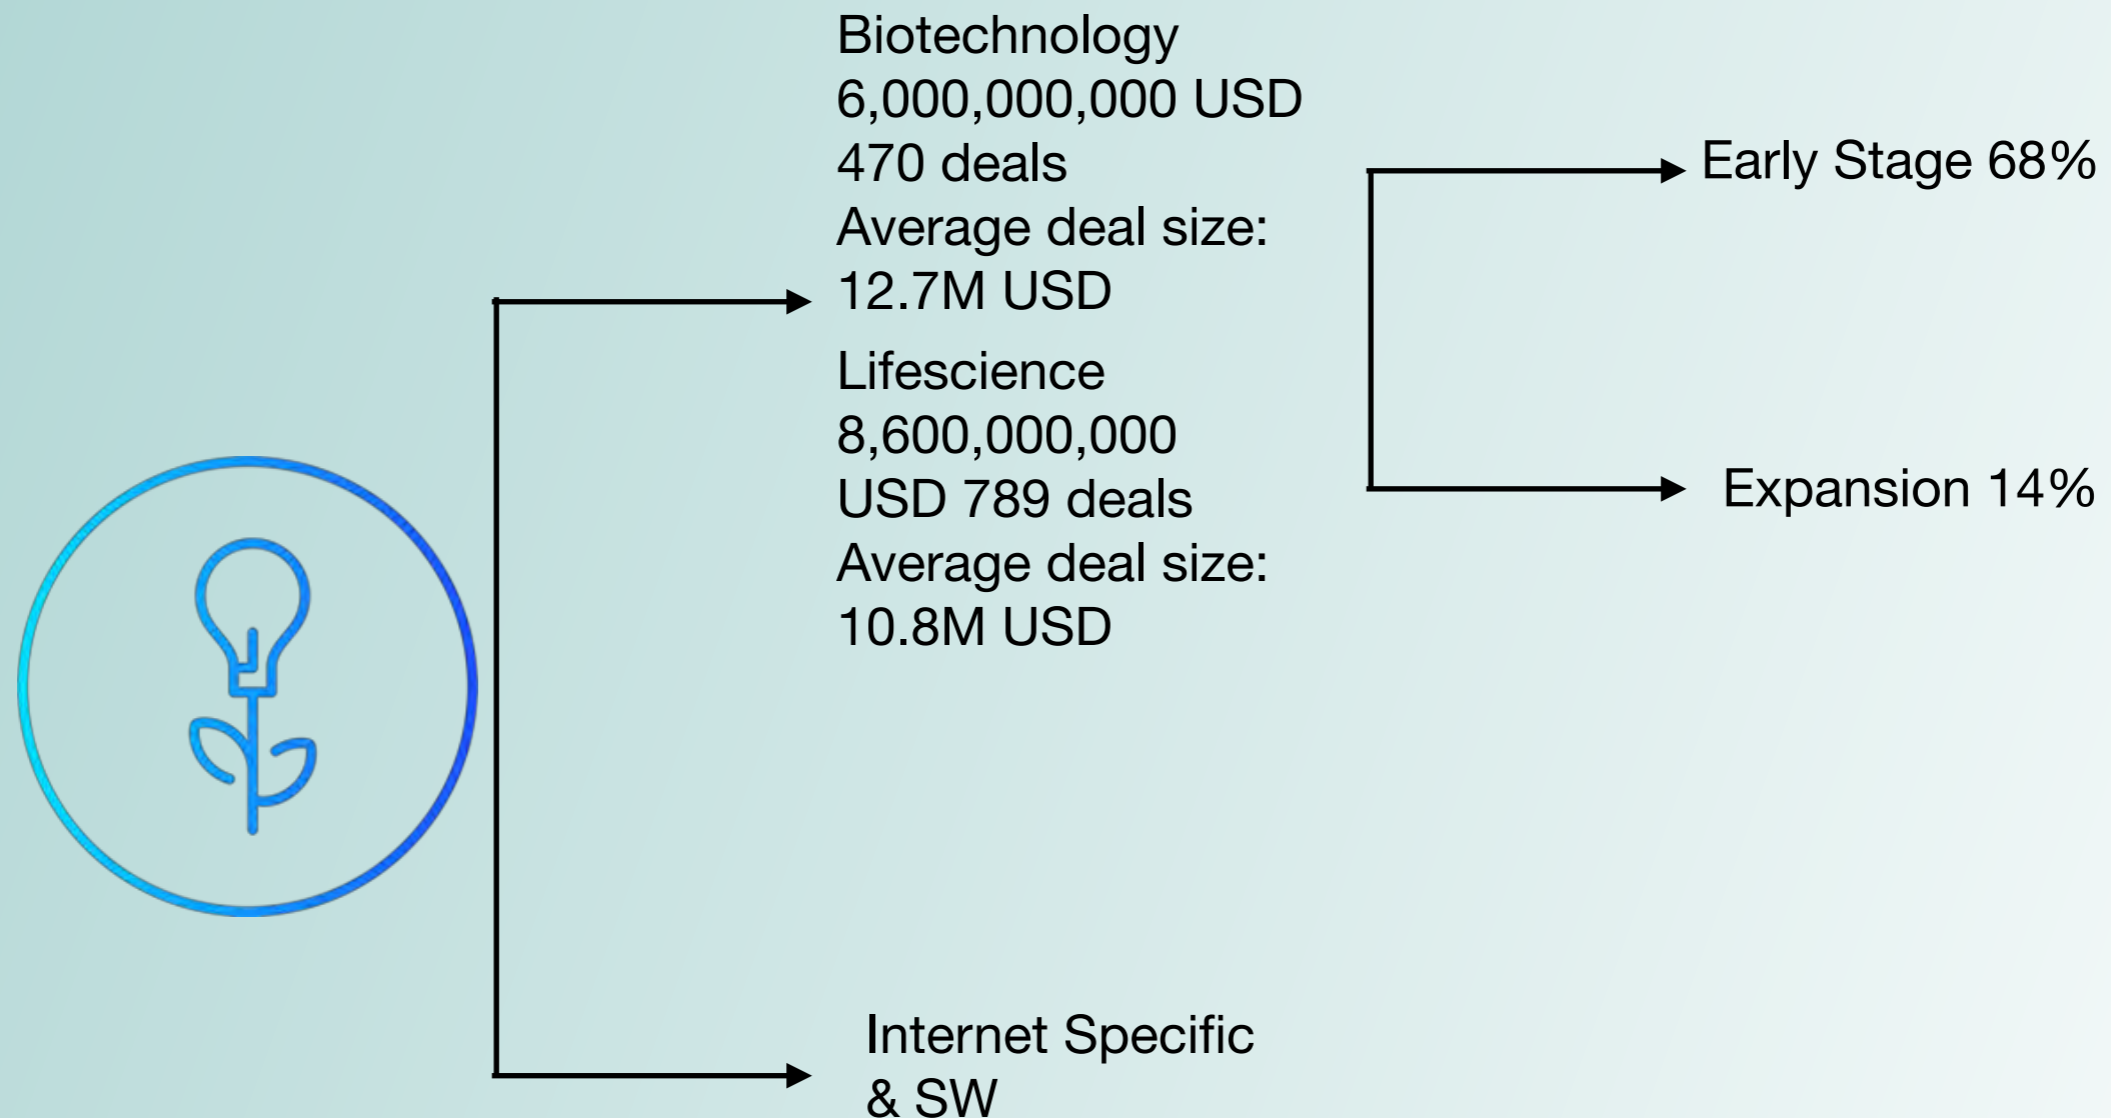 Biotechnology
6,000,000,000 USD
470 deals
Average deal size:
12.7M USD
Lifescience
8,600,000,000
USD 789 deals
Average deal size:
10.8M USD
Early Stage 68%
Expansion 14%
Internet Specific
& SW